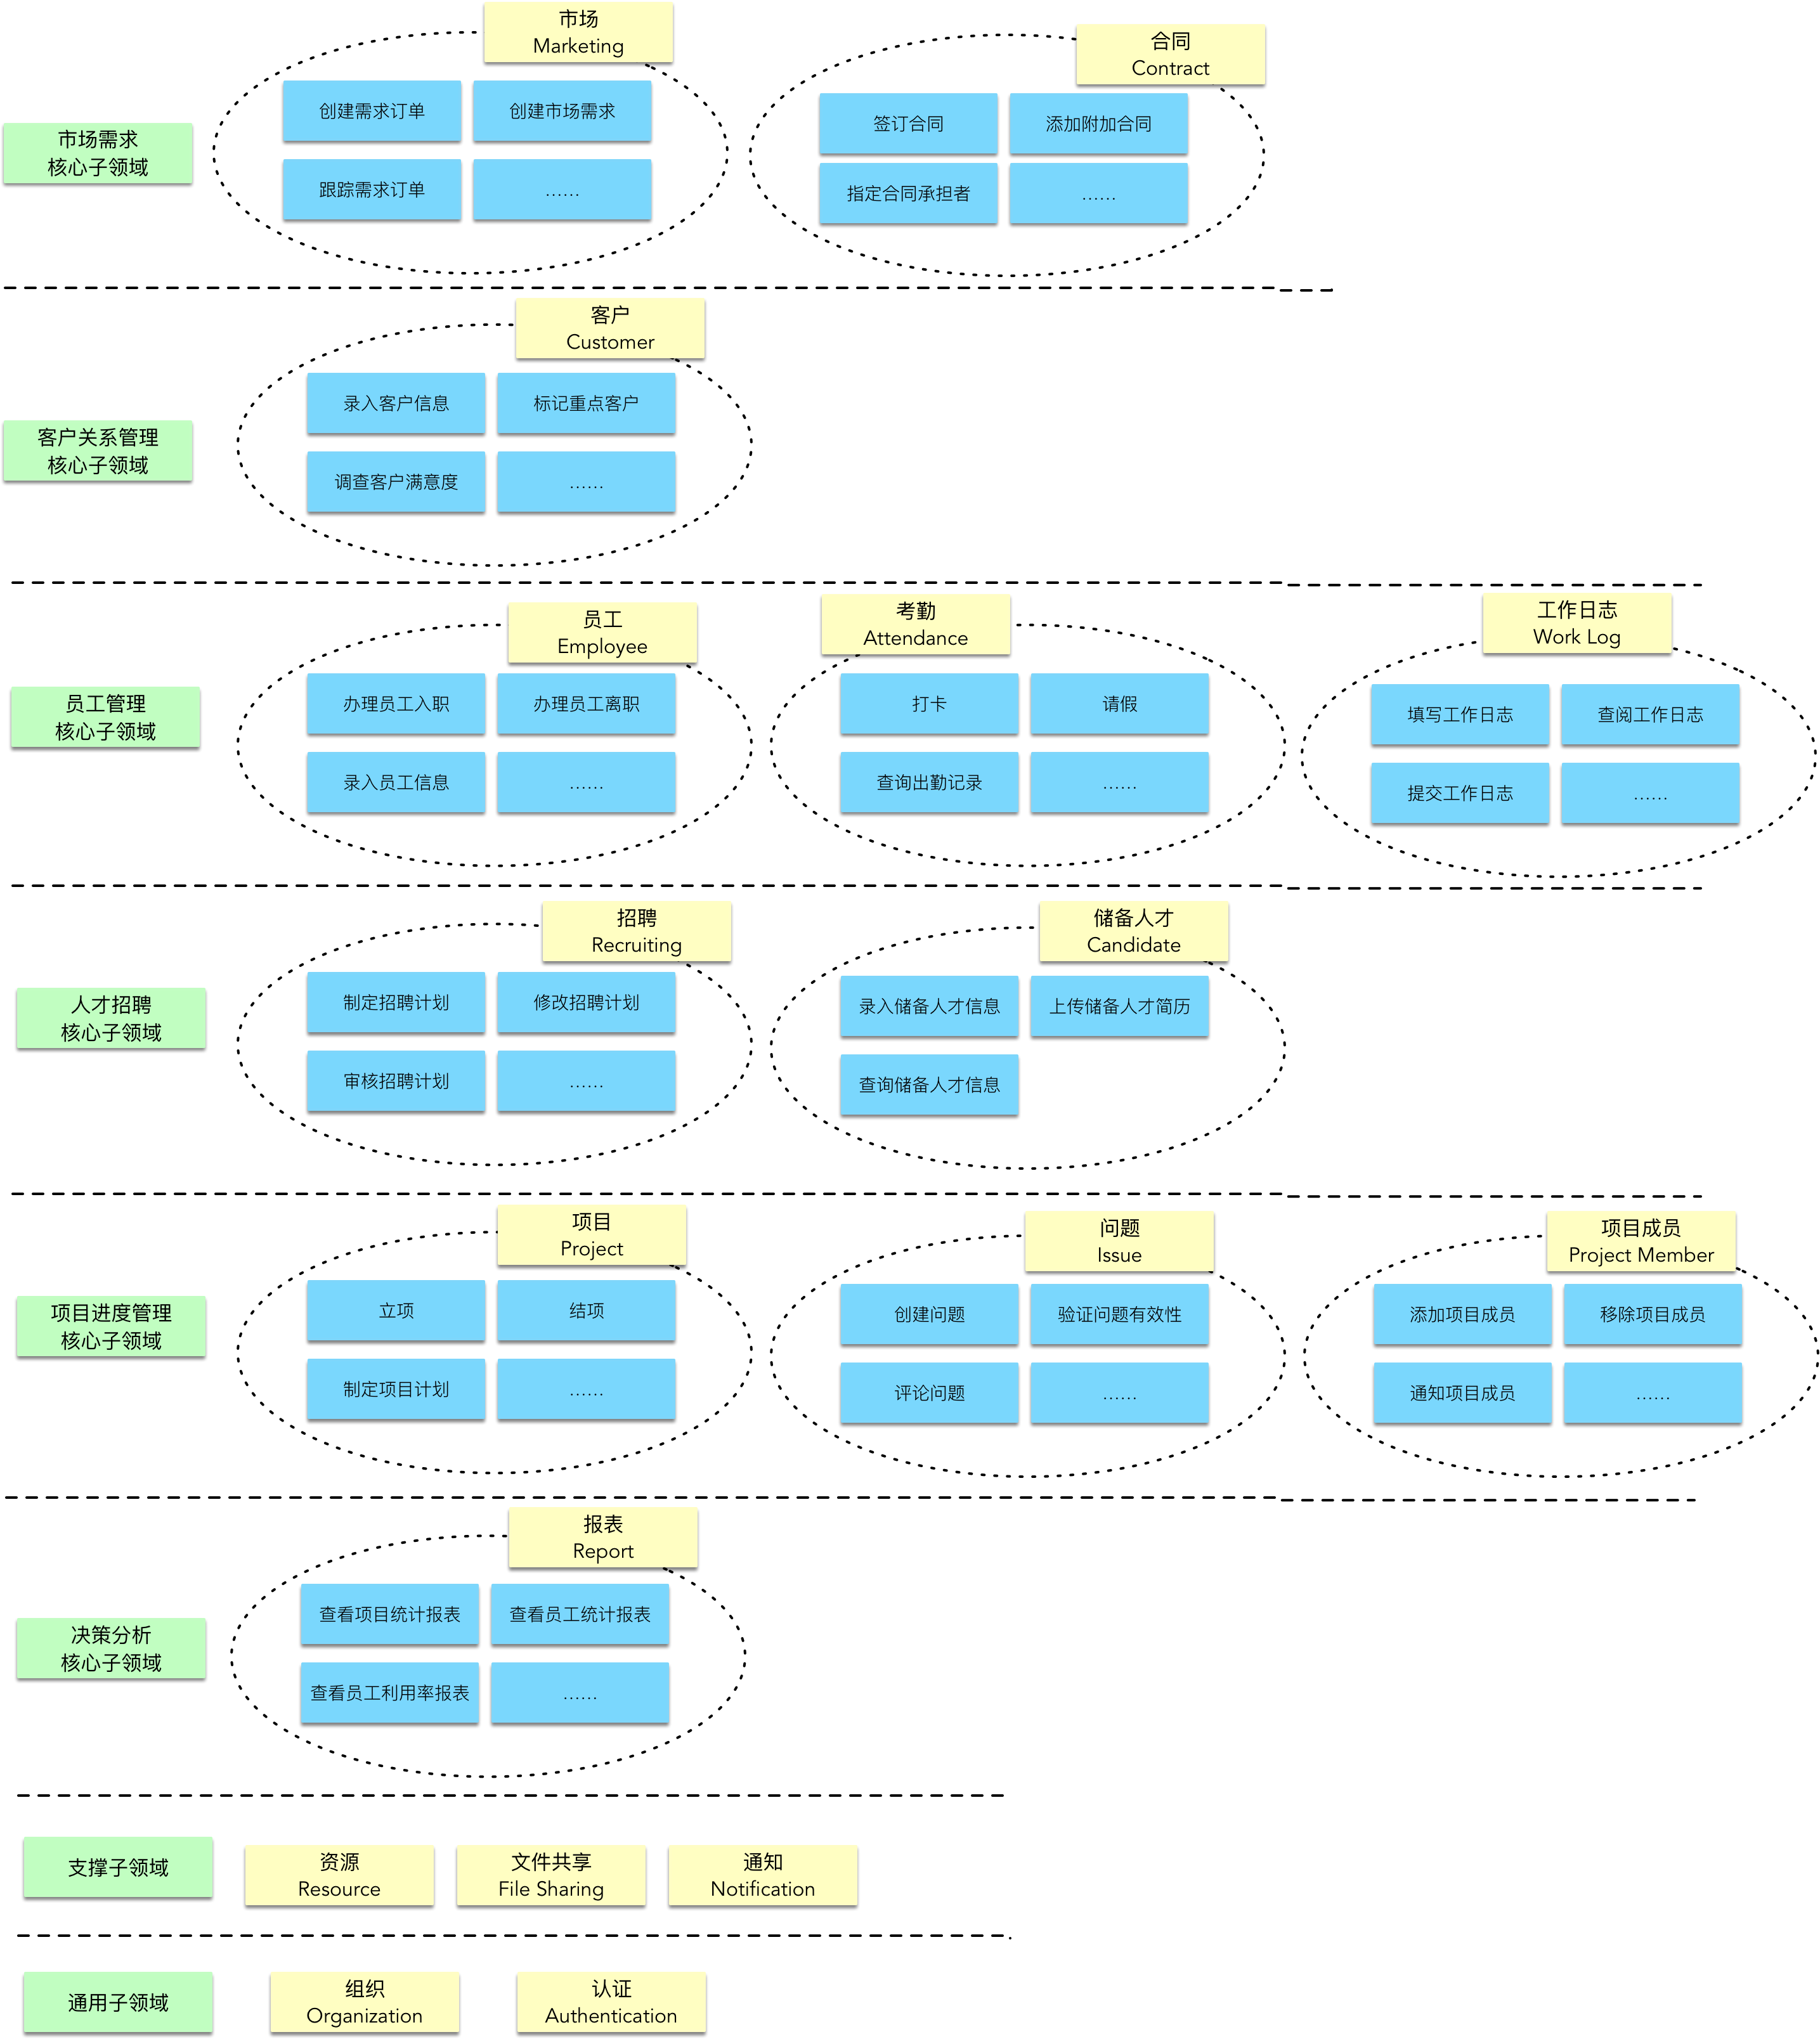 市场
Marketing
合同
Contract
创建需求订单
创建市场需求
签订合同
添加附加合同
市场需求
核心子领域
跟踪需求订单
......
指定合同承担者
......
客户
Customer
录入客户信息
标记重点客户
客户关系管理
核心子领域
调查客户满意度
......
员工
Employee
考勤
Attendance
工作日志
Work Log
办理员工入职
办理员工离职
打卡
请假
填写工作日志
查阅工作日志
员工管理
核心子领域
录入员工信息
......
查询出勤记录
......
提交工作日志
......
招聘
Recruiting
储备人才
Candidate
制定招聘计划
修改招聘计划
录入储备人才信息
上传储备人才简历
人才招聘
核心子领域
审核招聘计划
......
查询储备人才信息
项目
Project
问题
Issue
项目成员
Project Member
立项
结项
创建问题
验证问题有效性
添加项目成员
移除项目成员
项目进度管理
核心子领域
制定项目计划
......
评论问题
......
通知项目成员
......
报表
Report
查看项目统计报表
查看员工统计报表
决策分析
核心子领域
查看员工利用率报表
......
支撑子领域
资源
Resource
文件共享
File Sharing
通知
Notification
通用子领域
组织
Organization
认证
Authentication